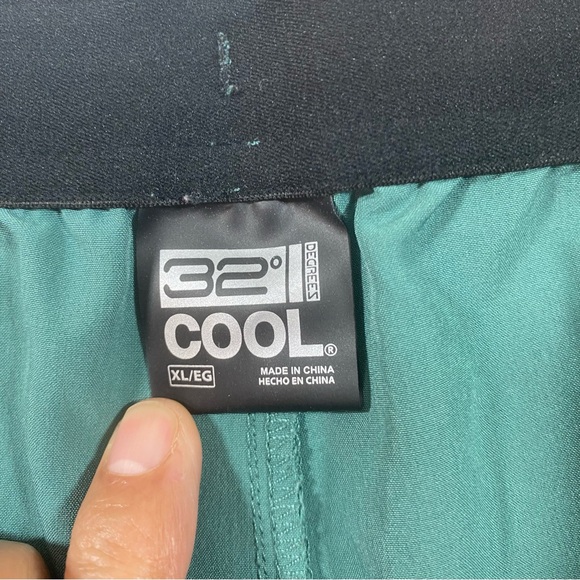 32° DEGREES
COOL®
XL/EG
MADE IN CHINA
HECHO EN CHINA